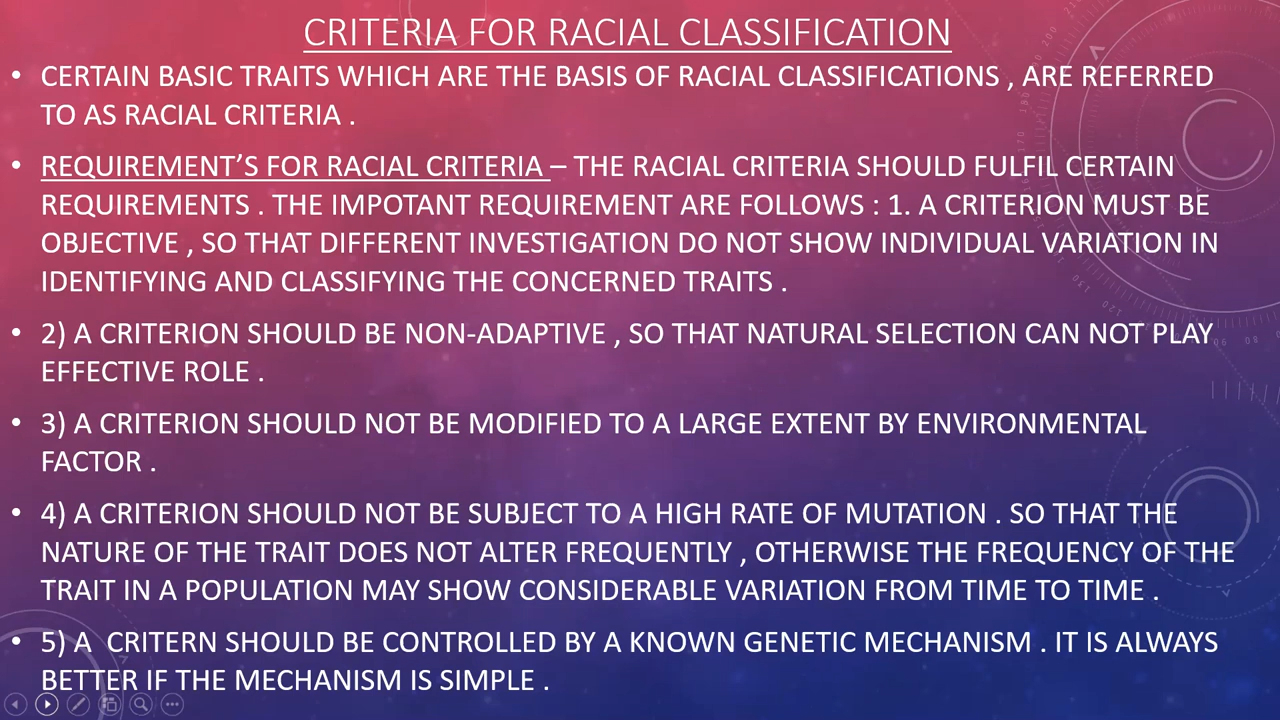 CRITERIA FOR RACIAL CLASSIFICATION
• CERTAIN BASIC TRAITS WHICH ARE THE BASIS OF RACIAL CLASSIFICATIONS , ARE REFERRED
TO AS RACIAL CRITERIA .
• REQUIREMENT’S FOR RACIAL CRITERIA – THE RACIAL CRITERIA SHOULD FULFIL CERTAIN
REQUIREMENTS . THE IMPOTANT REQUIREMENT ARE FOLLOWS : 1. A CRITERION MUST BE
OBJECTIVE , SO THAT DIFFERENT INVESTIGATION DO NOT SHOW INDIVIDUAL VARIATION IN
IDENTIFYING AND CLASSIFYING THE CONCERNED TRAITS .
• 2) A CRITERION SHOULD BE NON-ADAPTIVE , SO THAT NATURAL SELECTION CAN NOT PLAY
EFFECTIVE ROLE .
• 3) A CRITERION SHOULD NOT BE MODIFIED TO A LARGE EXTENT BY ENVIRONMENTAL
FACTOR .
• 4) A CRITERION SHOULD NOT BE SUBJECT TO A HIGH RATE OF MUTATION . SO THAT THE
NATURE OF THE TRAIT DOES NOT ALTER FREQUENTLY , OTHERWISE THE FREQUENCY OF THE
TRAIT IN A POPULATION MAY SHOW CONSIDERABLE VARIATION FROM TIME TO TIME .
• 5) A CRITERN SHOULD BE CONTROLLED BY A KNOWN GENETIC MECHANISM . IT IS ALWAYS
BETTER IF THE MECHANISM IS SIMPLE .